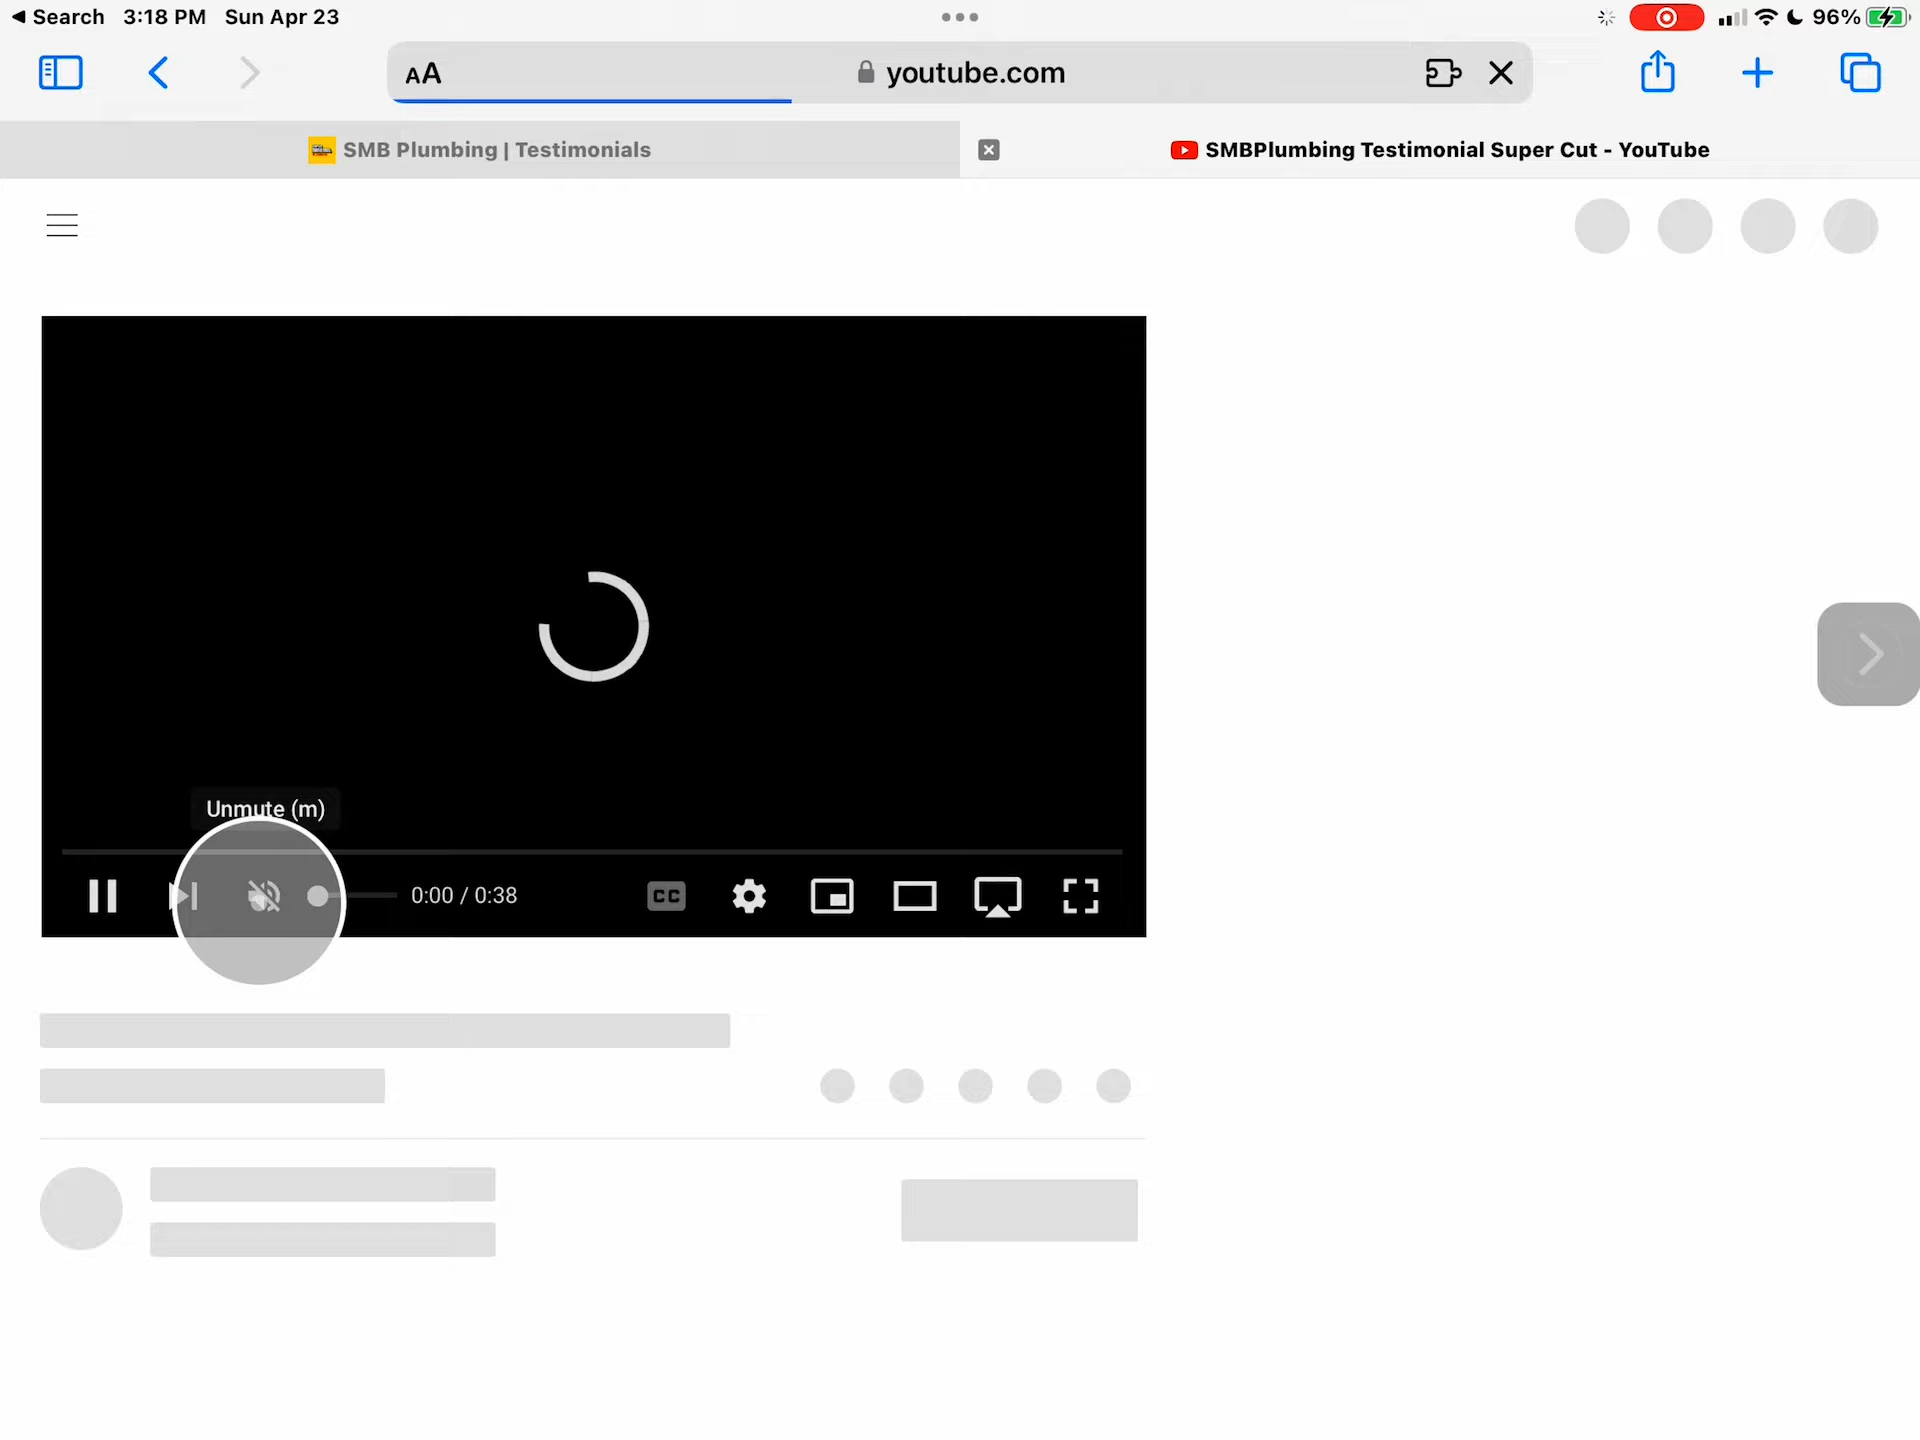 Search 3:18 PM Sun Apr 23
96%
AA youtube.com
SMB Plumbing | Testimonials
SMBPlumbing Testimonial Super Cut - YouTube
Unmute (m)
0:00 / 0:38
CC